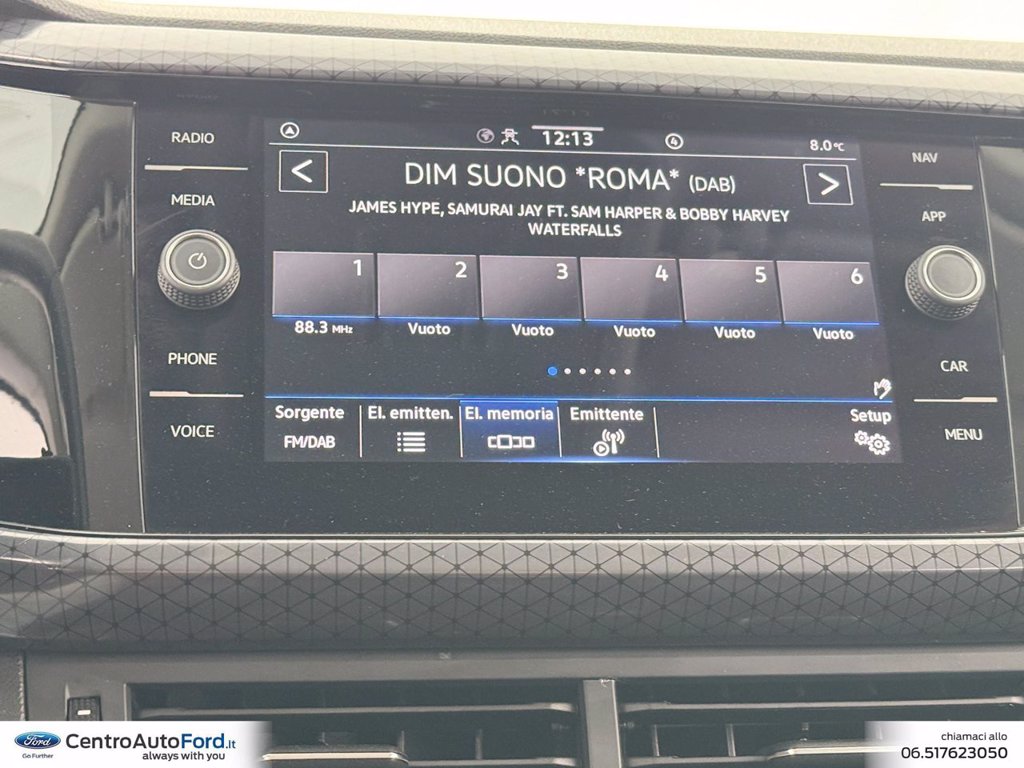 RADIO
MEDIA
PHONE
VOICE
12:13
4
8.0°C
<
DIM SUONO *ROMA* (DAB)
>
JAMES HYPE, SAMURAI JAY FT. SAM HARPER & BOBBY HARVEY
WATERFALLS
1 2 3 4 5 6
88.3 MHz Vuoto Vuoto Vuoto Vuoto Vuoto
Sorgente El. emitten. El. memoria Emittente Setup
FM/DAB
NAV
APP
CAR
MENU
Ford
Go Further
CentroAutoFord.it
always with you
chiamaci allo
06.517623050